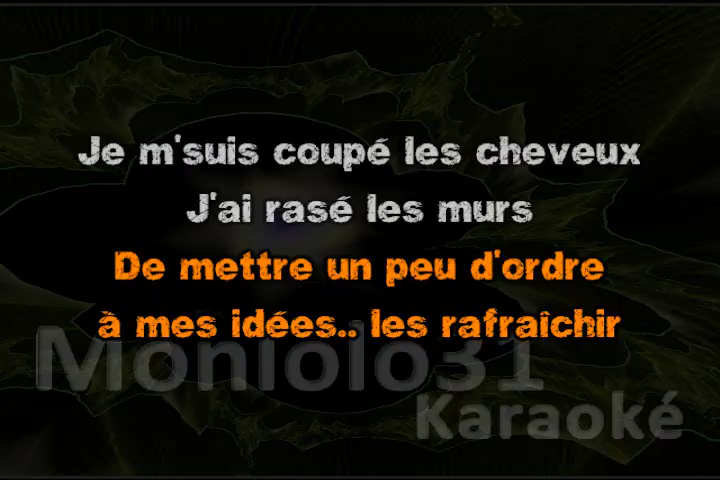 Je m'suis coupé les cheveux
J'ai rasé les murs
De mettre un peu d'ordre
à mes idées.. les rafraîchir
Monlolo31
Karaoké